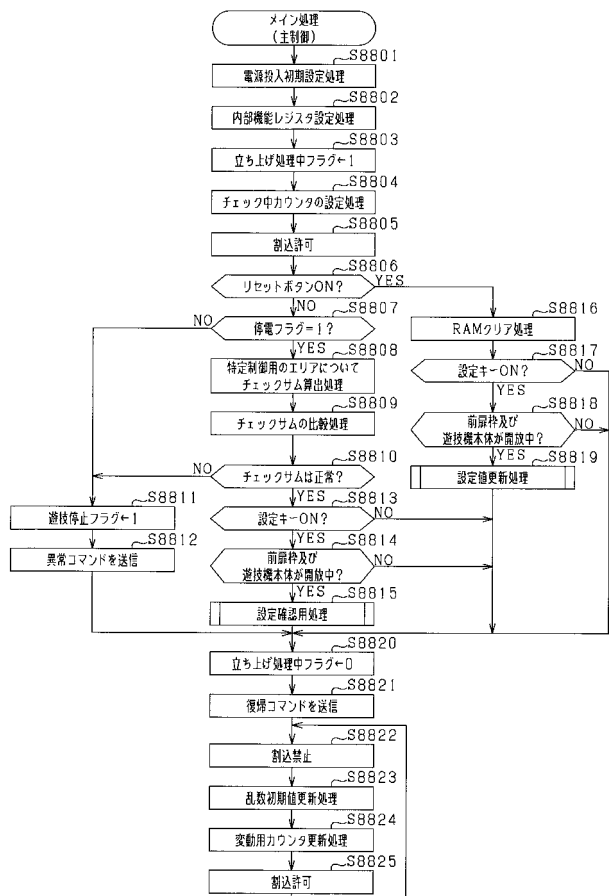 メイン処理
(主制御)
S8801
電源投入初期設定処理
S8802
内部機能レジスタ設定処理
S8803
立ち上げ処理中フラグ←1
S8804
チェック中カウンタの設定処理
S8805
割込許可
S8806
リセットボタンON?
YES
NO
S8807
停電フラグ=1?
NO
YES
S8808
特定制御用のエリアについて
チェックサム算出処理
S8809
チェックサムの比較処理
S8810
チェックサムは正常?
NO
YES
S8811
遊技停止フラグ←1
S8812
異常コマンドを送信
S8813
設定キーON?
NO
YES
S8814
前扉枠及び
遊技機本体が開放中?
NO
YES
S8815
設定確認用処理
S8816
RAMクリア処理
S8817
設定キーON?
NO
YES
S8818
前扉枠及び
遊技機本体が開放中?
NO
YES
S8819
設定値更新処理
S8820
立ち上げ処理中フラグ←0
S8821
復帰コマンドを送信
S8822
割込禁止
S8823
乱数初期値更新処理
S8824
変動用カウンタ更新処理
S8825
割込許可